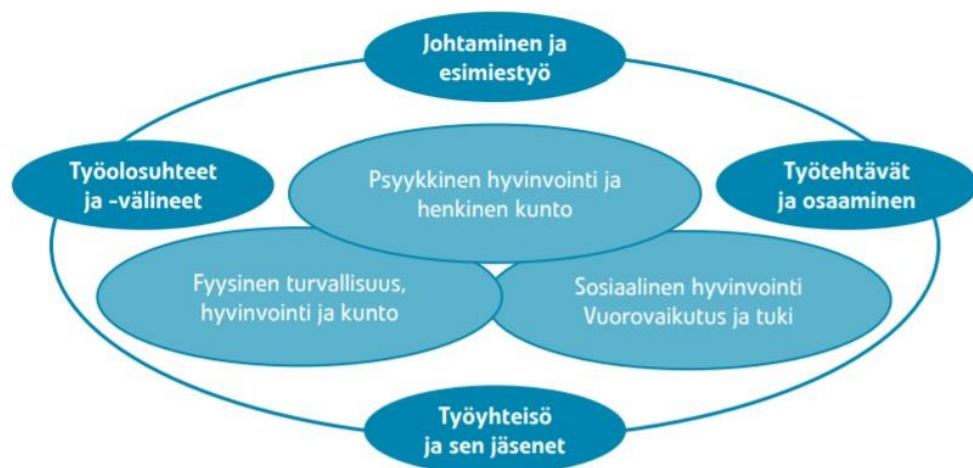 Johtaminen ja
esimiestyö
Työolosuhteet
ja -välineet
Psyykkinen hyvinvointi ja
henkinen kunto
Työtehtävät
ja osaaminen
Fyysinen turvallisuus,
hyvinvointi ja kunto
Sosiaalinen hyvinvointi
Vuorovaikutus ja tuki
Työyhteisö
ja sen jäsenet